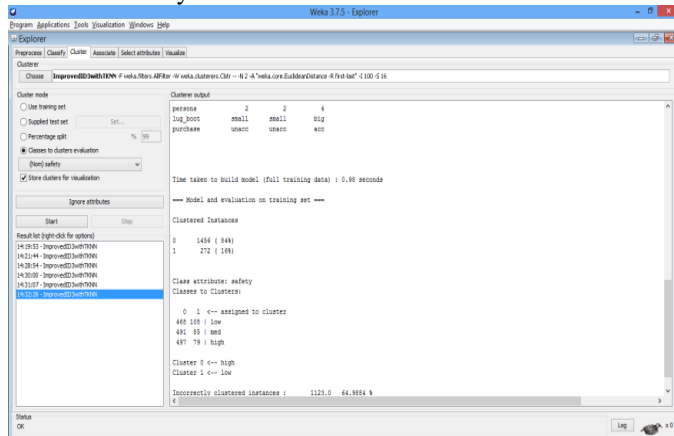 Weka 3.7.5 - Explorer
Program Applications Tools Visualization Windows Help
Explorer
Preprocess Classify Cluster Associate Select attributes Visualize
Clusterer
Choose ImprovedID3withTKNN -F weka.filters.AllFilter -W weka.clusterers.Clstr -- -N 2 -A "weka.core.EuclideanDistance -R first-last" -I 100 -S 16
Cluster mode
Use training set
Supplied test set Set...
Percentage split % 99
Classes to clusters evaluation
(Nom) safety
Store clusters for visualization
Ignore attributes
Start Stop
Result list (right-click for options)
14:19:53 - ImprovedID3withTKNN
14:21:44 - ImprovedID3withTKNN
14:28:54 - ImprovedID3withTKNN
14:30:00 - ImprovedID3withTKNN
14:31:07 - ImprovedID3withTKNN
14:32:26 - ImprovedID3withTKNN
Clusterer output
persons 2 2 4
lug_boot small small big
purchase unacc unacc acc
Time taken to build model (full training data) : 0.98 seconds
=== Model and evaluation on training set ===
Clustered Instances
0 1456 ( 84%)
1 272 ( 16%)
Class attribute: safety
Classes to Clusters:
0 1 <-- assigned to cluster
468 108 | low
491 85 | med
497 79 | high
Cluster 0 <-- high
Cluster 1 <-- low
Incorrectly clustered instances : 1123.0 64.9884 %
Status
OK
Log
x 0